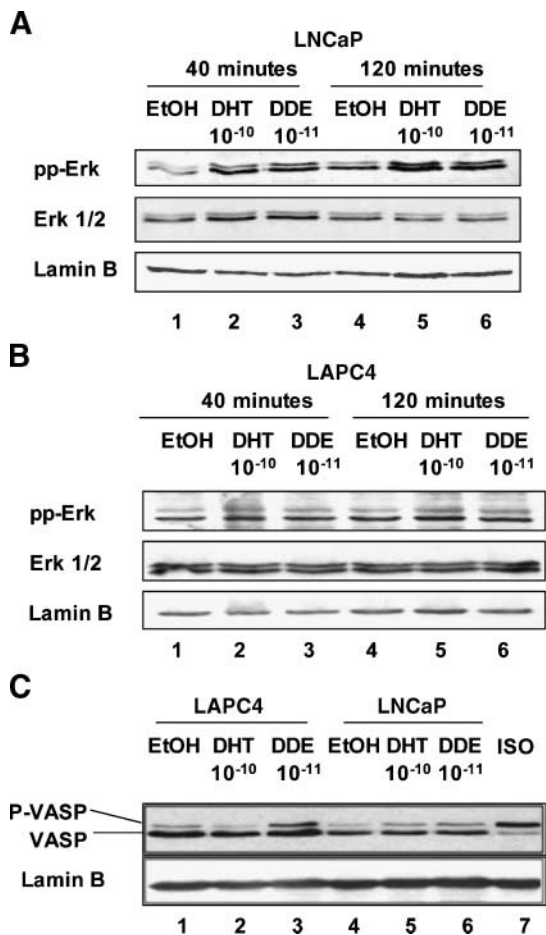 A
LNCaP
40 minutes 120 minutes
EtOH DHT DDE EtOH DHT DDE
10⁻¹⁰ 10⁻¹¹ 10⁻¹⁰ 10⁻¹¹
pp-Erk
Erk 1/2
Lamin B
1 2 3 4 5 6
B
LAPC4
40 minutes 120 minutes
EtOH DHT DDE EtOH DHT DDE
10⁻¹⁰ 10⁻¹¹ 10⁻¹⁰ 10⁻¹¹
pp-Erk
Erk 1/2
Lamin B
1 2 3 4 5 6
C
LAPC4 LNCaP
EtOH DHT DDE EtOH DHT DDE ISO
10⁻¹⁰ 10⁻¹¹ 10⁻¹⁰ 10⁻¹¹
P-VASP
VASP
Lamin B
1 2 3 4 5 6 7